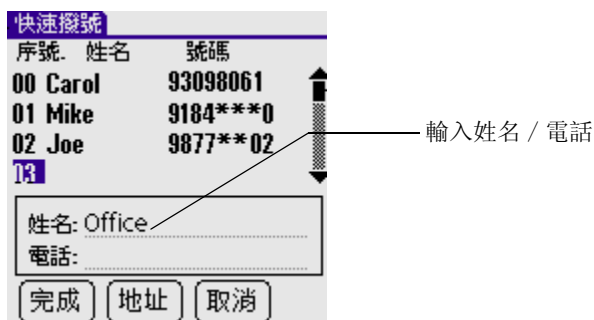 快速撥號
序號. 姓名 號碼
00 Carol 93098061
01 Mike 9184***0
02 Joe 9877**02
03
輸入姓名 / 電話
姓名: Office
電話:
完成 地址 取消